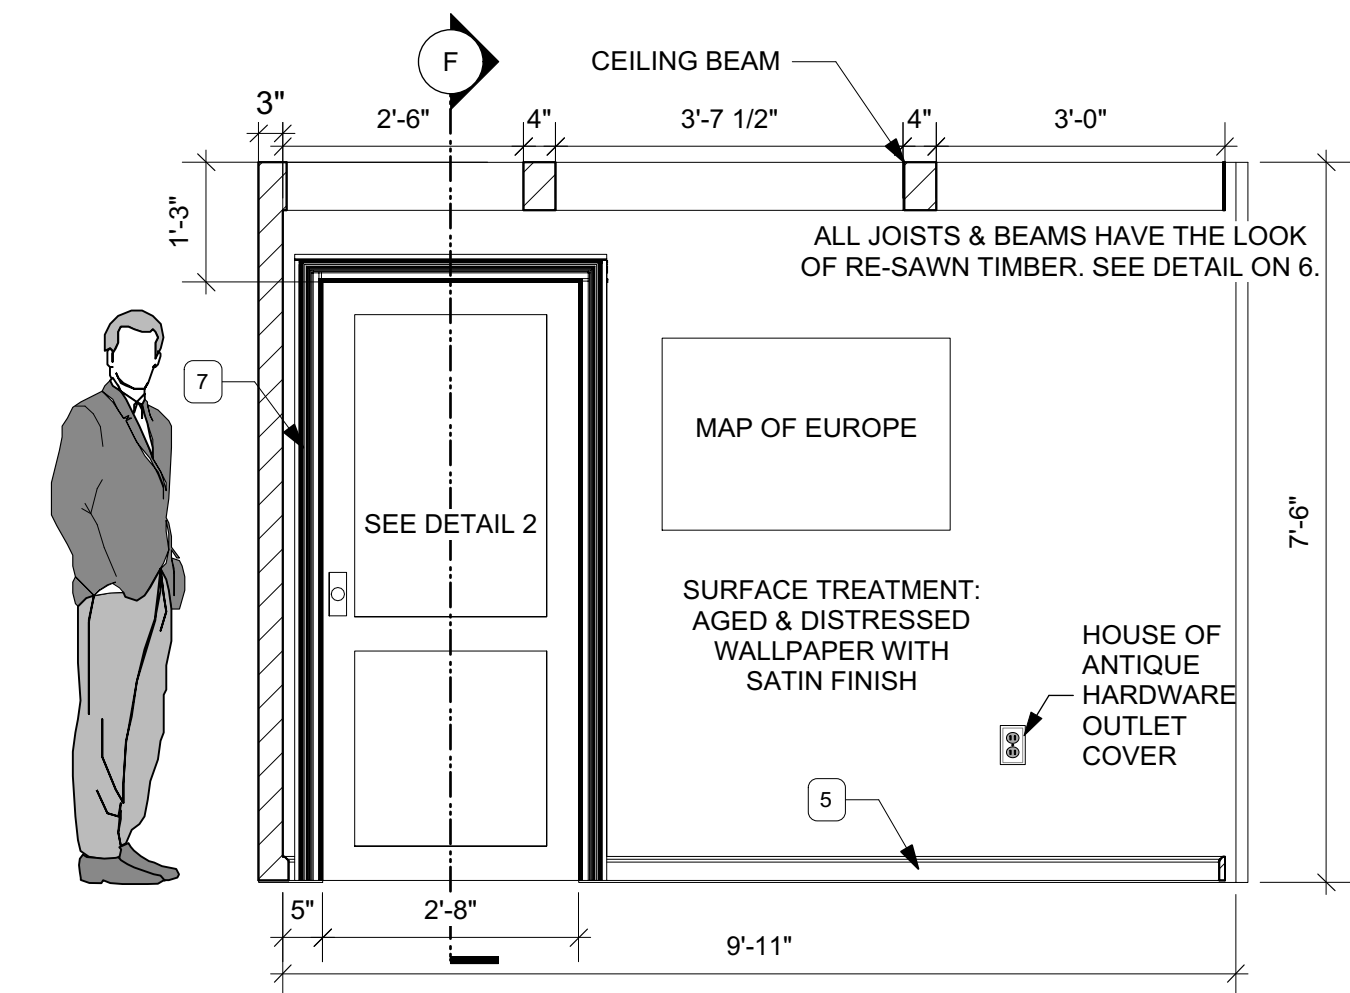 F
CEILING BEAM
3"
2'-6"
4"
3'-7 1/2"
4"
3'-0"
1'-3"
ALL JOISTS & BEAMS HAVE THE LOOK
OF RE-SAWN TIMBER. SEE DETAIL ON 6.
7
MAP OF EUROPE
SEE DETAIL 2
7'-6"
SURFACE TREATMENT:
AGED & DISTRESSED
WALLPAPER WITH
SATIN FINISH
HOUSE OF
ANTIQUE
HARDWARE
OUTLET
COVER
5
5"
2'-8"
9'-11"